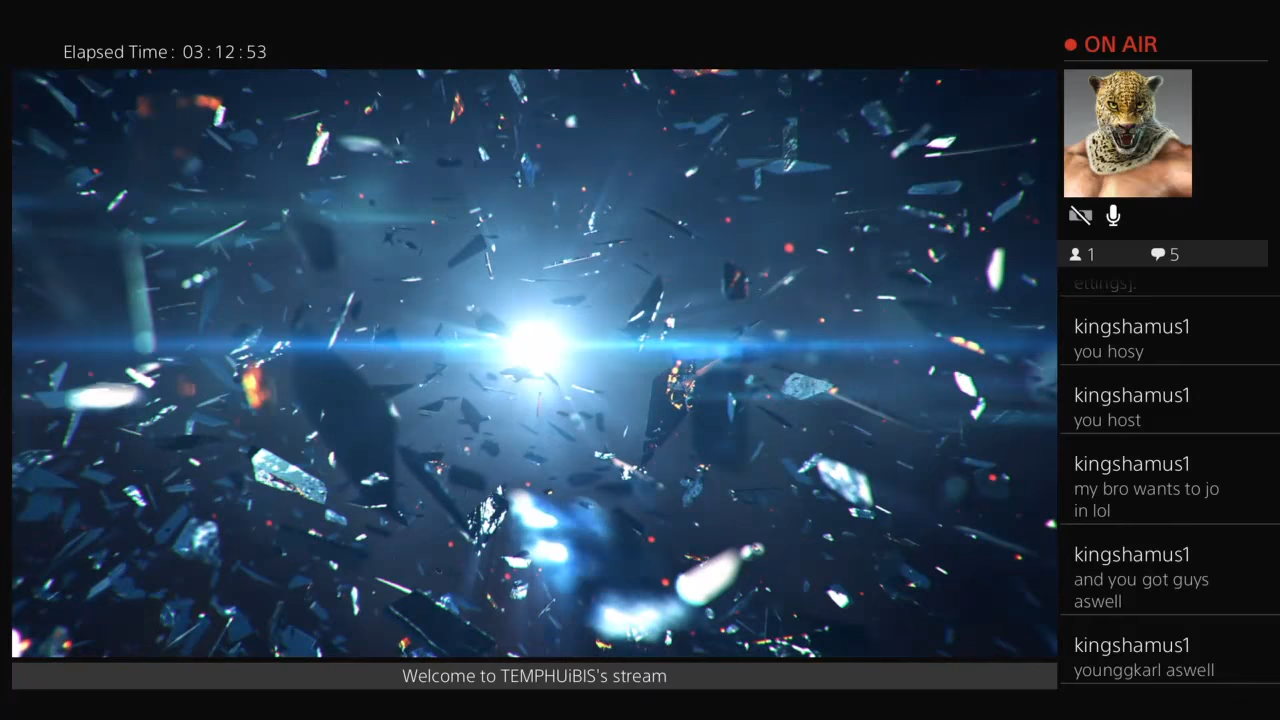 Elapsed Time: 03:12:53
ON AIR
1
5
ettings].
kingshamus1
you hosy
kingshamus1
you host
kingshamus1
my bro wants to jo
in lol
kingshamus1
and you got guys
aswell
kingshamus1
younggkarl aswell
Welcome to TEMPHUiBIS's stream